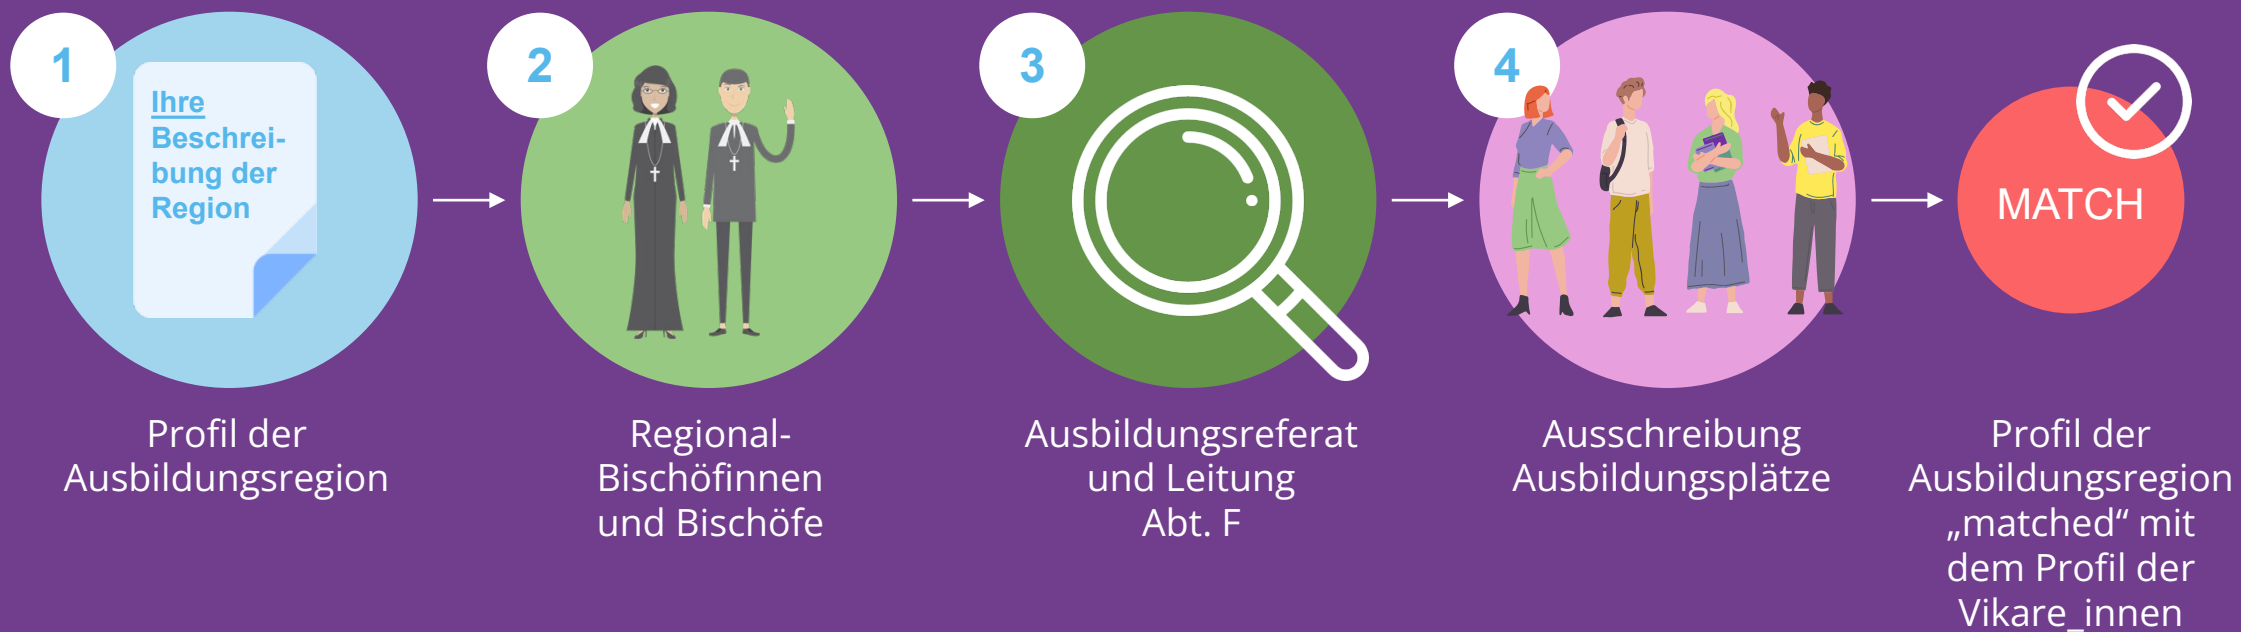 1
Ihre
Beschrei-
bung der
Region
Profil der
Ausbildungsregion
2
Regional-
Bischöfinnen
und Bischöfe
3
Ausbildungsreferat
und Leitung
Abt. F
4
Ausschreibung
Ausbildungsplätze
MATCH
Profil der
Ausbildungsregion
„matched“ mit
dem Profil der
Vikare_innen